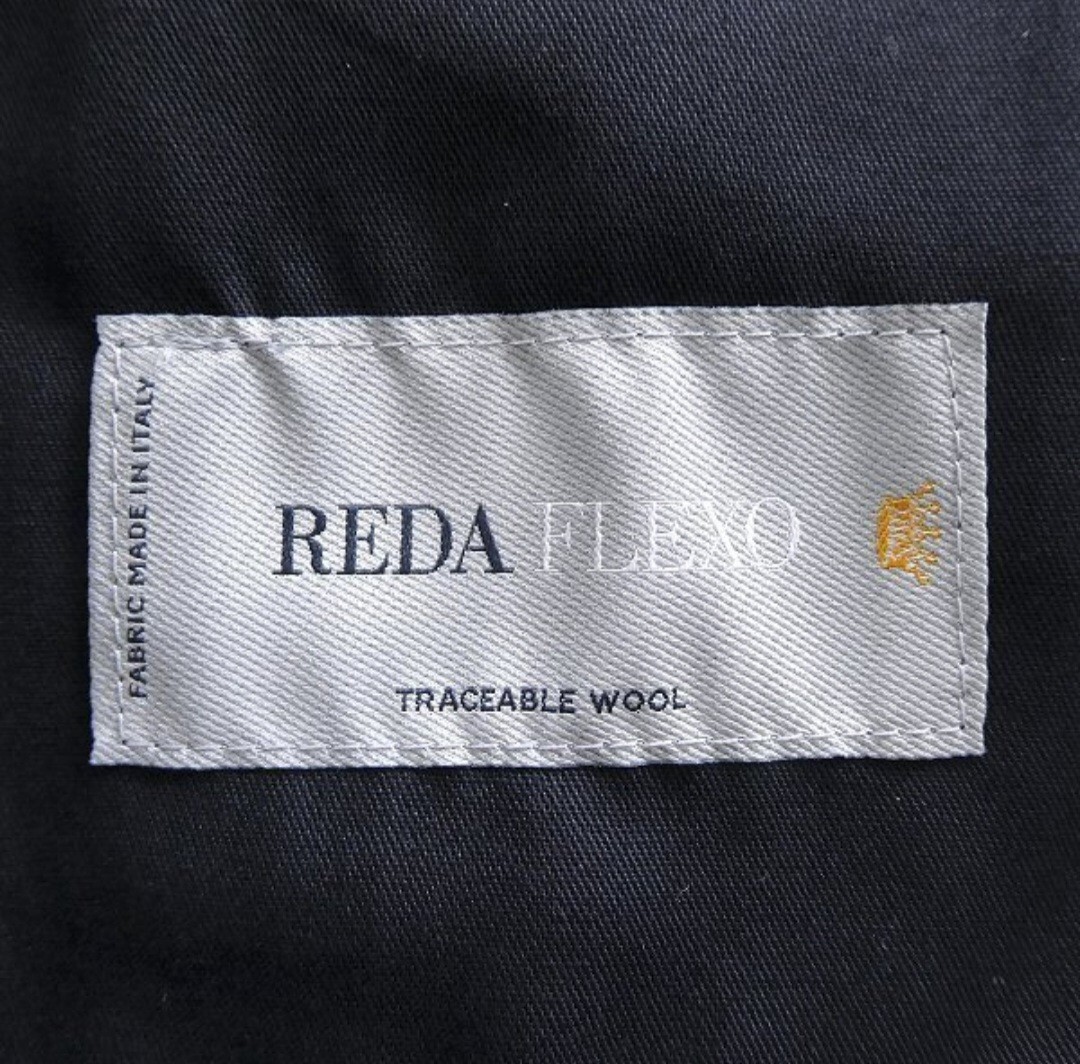 FABRIC MADE IN ITALY
REDA FLEXO
TRACEABLE WOOL